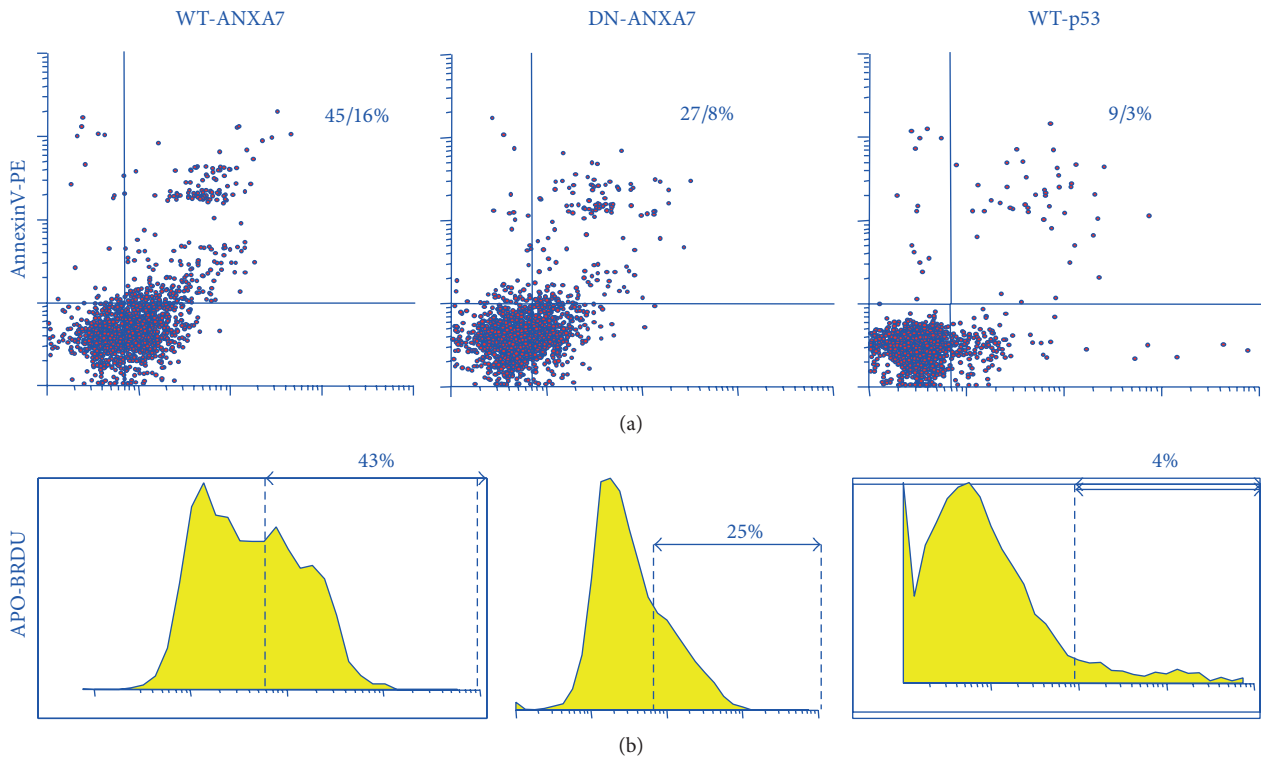 WT-ANXA7
DN-ANXA7
WT-p53
AnnexinV-PE
45/16%
27/8%
9/3%
(a)
APO-BRDU
43%
25%
4%
(b)